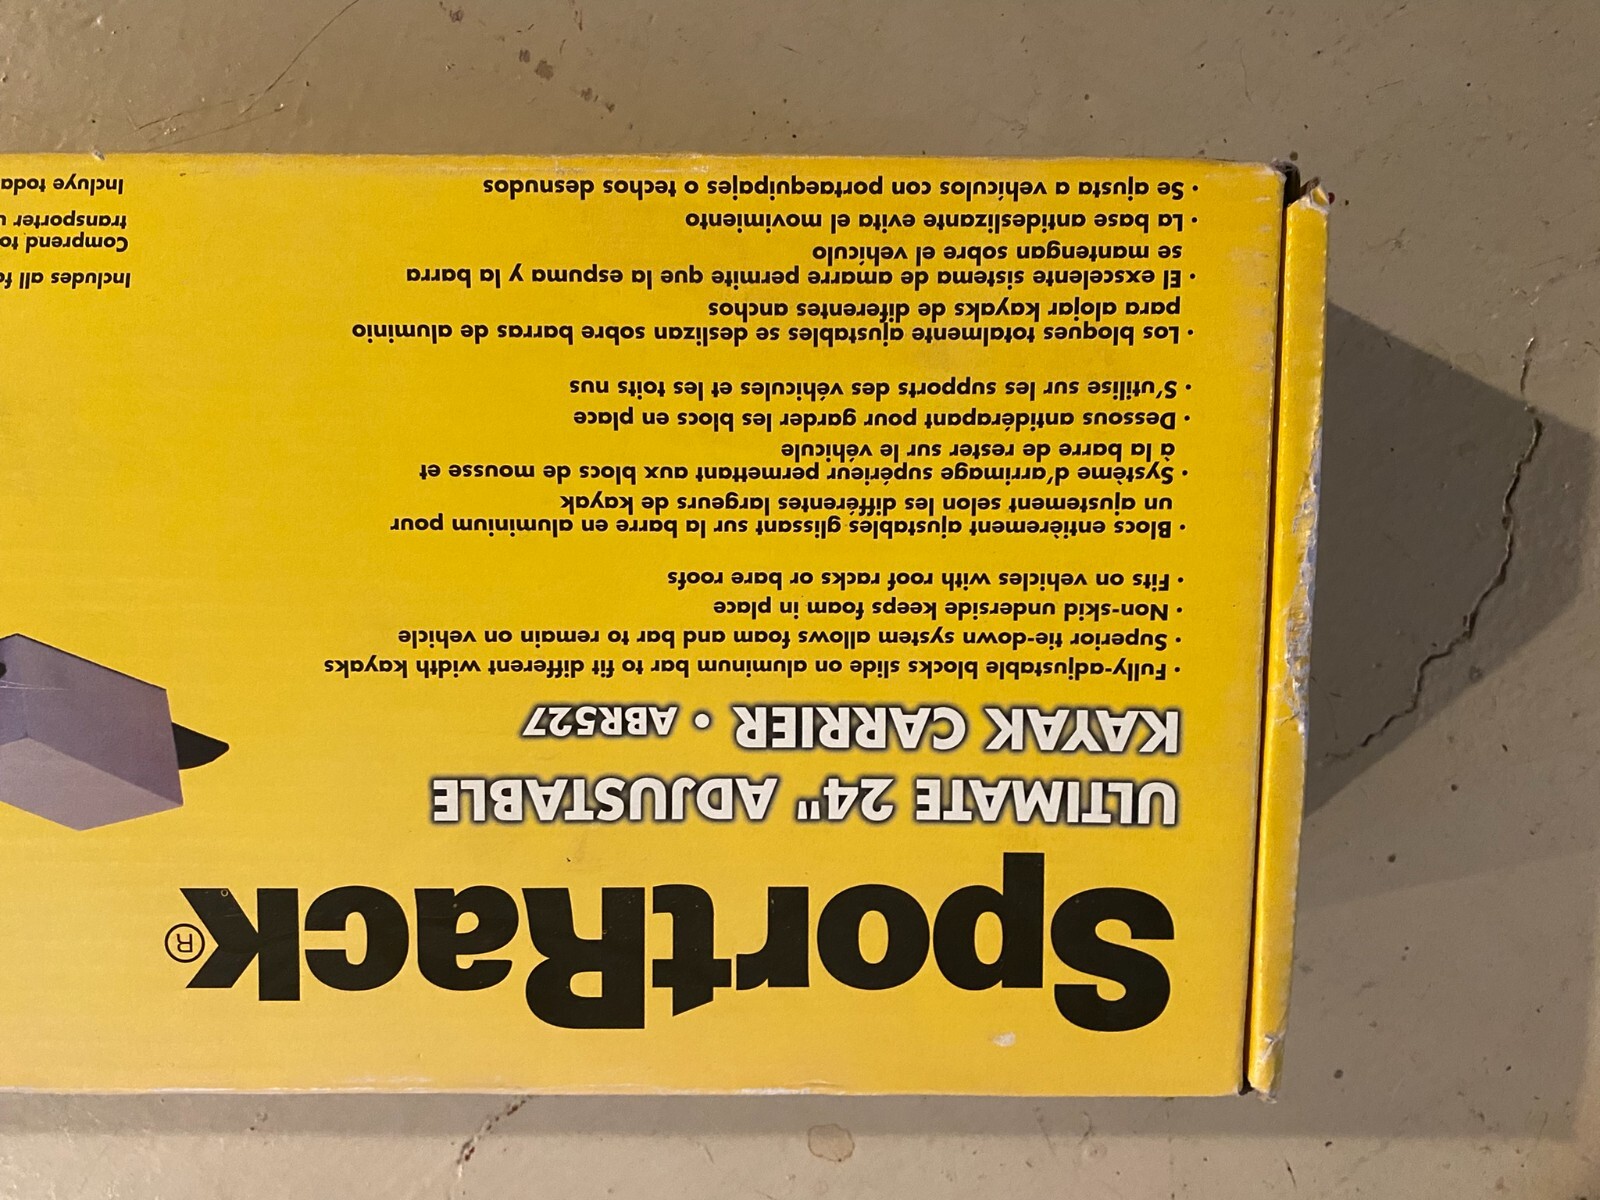 SportRack®
ULTIMATE 24" ADJUSTABLE
KAYAK CARRIER • ABR527
• Fully-adjustable blocks slide on aluminum bar to fit different width kayaks
• Superior tie-down system allows foam and bar to remain on vehicle
• Non-skid underside keeps foam in place
• Fits on vehicles with roof racks or bare roofs
• Blocs entièrement ajustables glissant sur la barre en aluminium pour
un ajustement selon les différentes largeurs de kayak
• Système d'arrimage supérieur permettant aux blocs de mousse et
à la barre de rester sur le véhicule
• Dessous antidérapant pour garder les blocs en place
• S'utilise sur les supports des véhicules et les toits nus
• Los bloques totalmente ajustables se deslizan sobre barras de aluminio
para alojar kayaks de diferentes anchos
• El exscelente sistema de amarre permite que la espuma y la barra
se mantengan sobre el vehículo
• La base antideslizante evita el movimiento
• Se ajusta a vehículos con portaequipajes o techos desnudos
Includes all
Comprend
transporter
Incluye